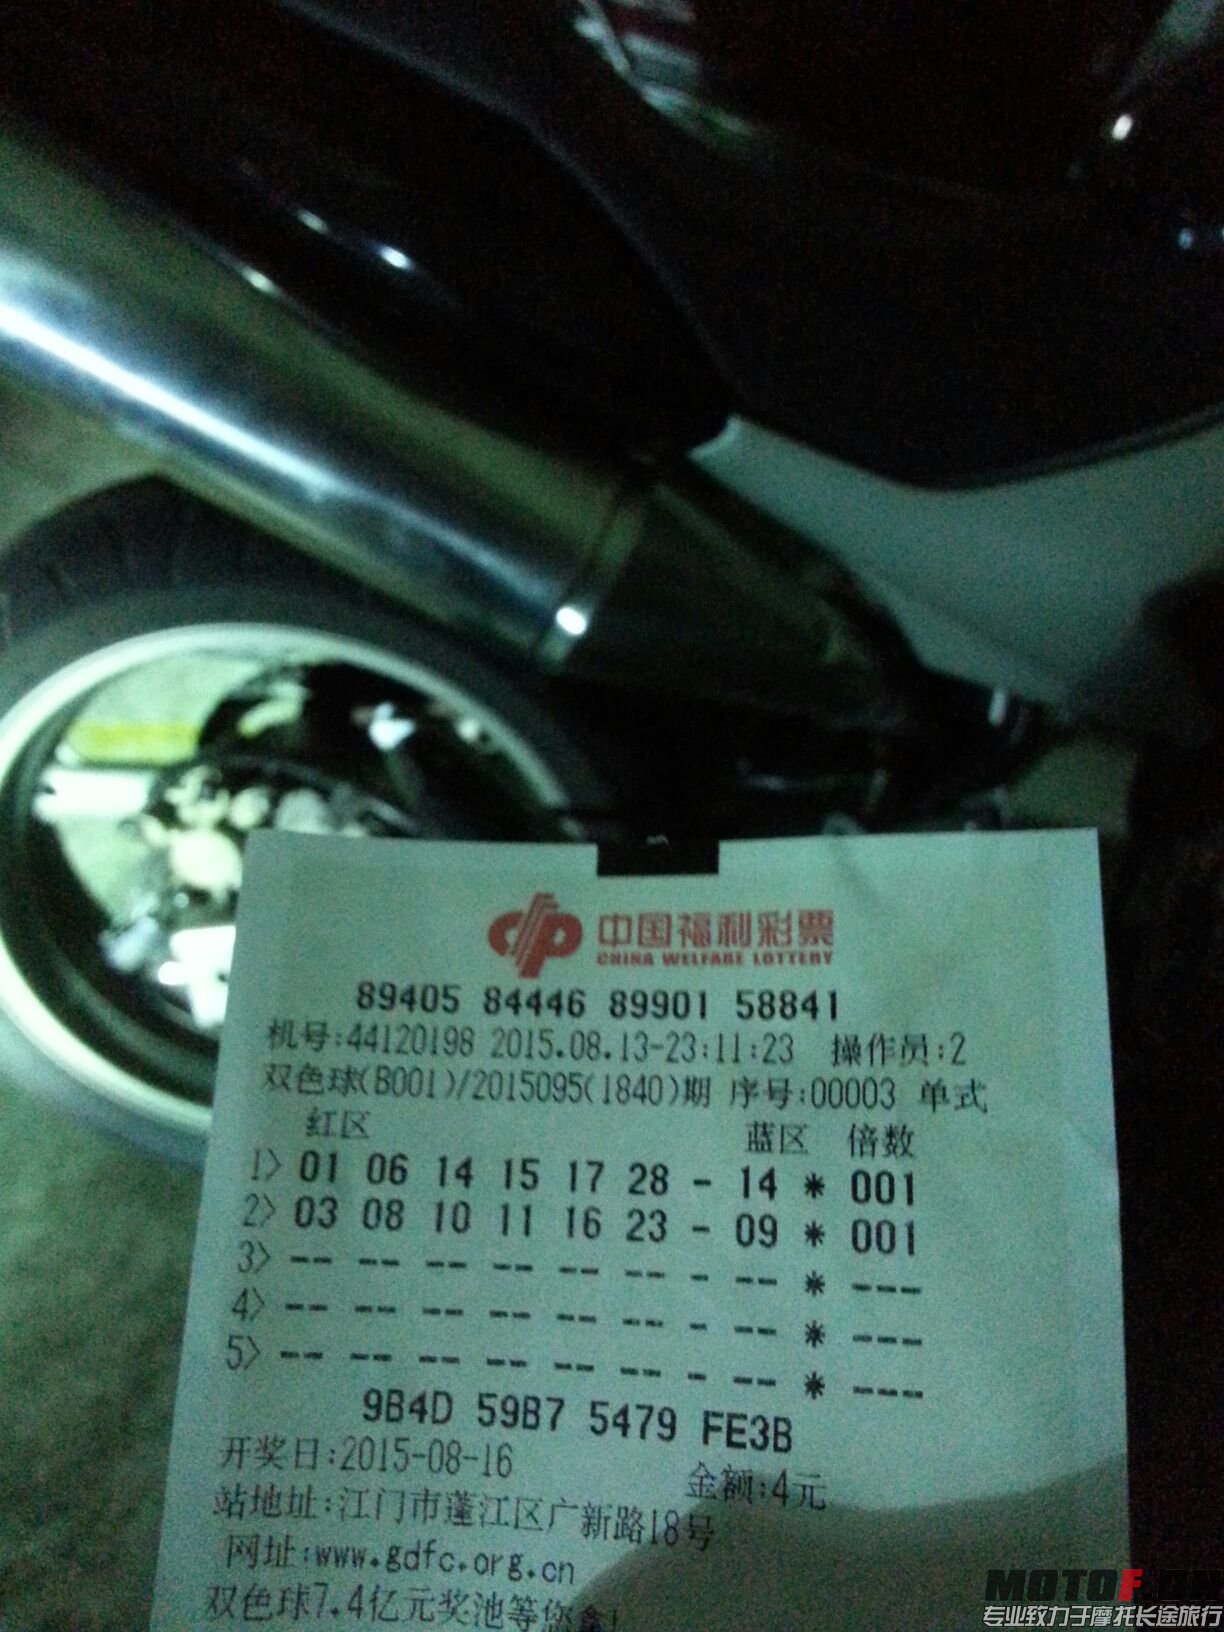 中国福利彩票
CHINA WELFARE LOTTERY
89405 84446 89901 58841
机号:44120198 2015.08.13-23:11:23 操作员:2
双色球(B001)/2015095(1840)期 序号:00003 单式
红区 蓝区 倍数
1> 01 06 14 15 17 28 - 14 * 001
2> 03 08 10 11 16 23 - 09 * 001
3> -- -- -- -- -- -- - -- * ---
4> -- -- -- -- -- -- - -- * ---
5> -- -- -- -- -- -- - -- * ---
9B4D 59B7 5479 FE3B
开奖日:2015-08-16 金额:4元
站地址:江门市蓬江区广新路18号
网址:www.gdfc.org.cn
双色球7.4亿元奖池等您
专业致力于摩托长途旅行